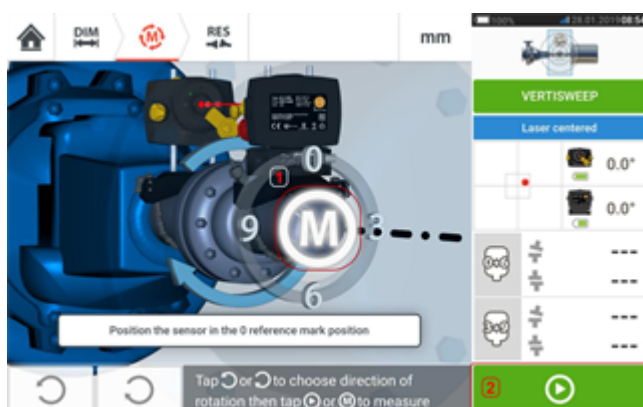 DIM
M
RES
mm
100%
28.01.2019 08:54
VERTISWEEP
Laser centered
0.0°
0.0°
0
1
9
M
3
6
Position the sensor in the 0 reference mark position
Tap or to choose direction of
rotation then tap or M to measure
---
---
---
---
2